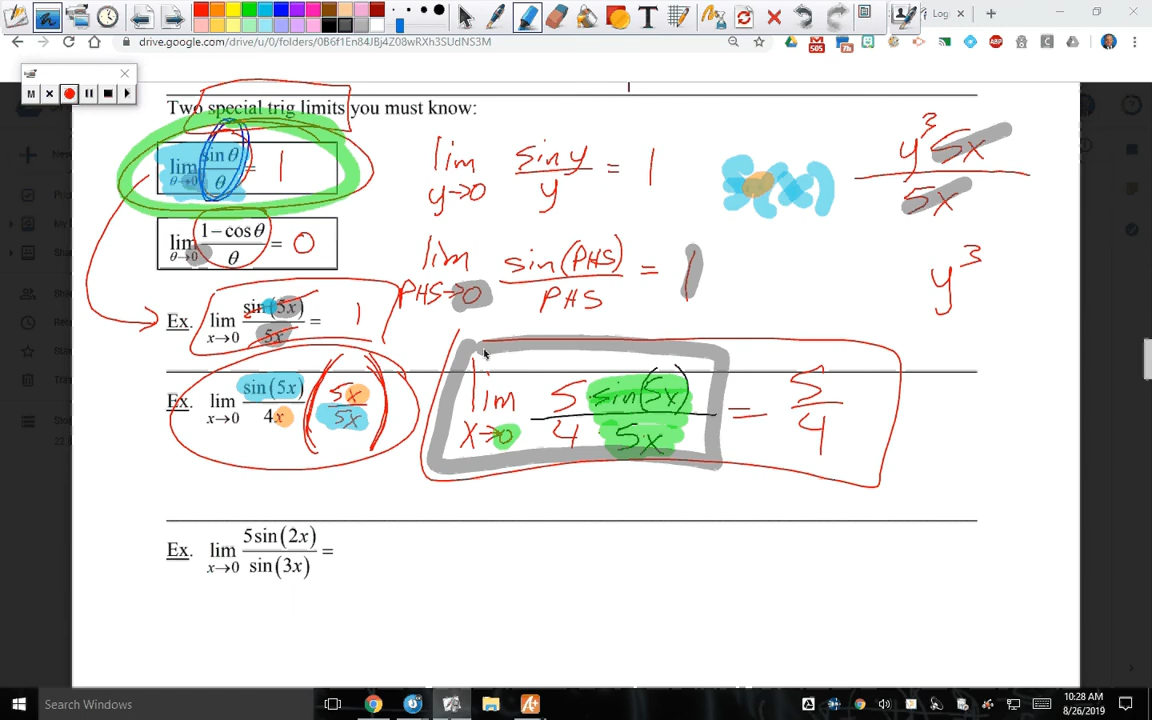 Log
drive.google.com/drive/u/0/folders/0B6f1En84JBj4Z08wRXh3SUdNS3M
505
7h
ABP
M
Two special trig limits you must know:
lim θ→0 sin θ / θ = 1
lim y→0 sin y / y = 1
y³ 5x / 5x
lim θ→0 1−cos θ / θ = 0
lim PHS→0 sin(PHS) / PHS = 1
y³
Ex. lim x→0 sin(5x) / 5x = 1
Ex. lim x→0 sin(5x) / 4x (5x / 5x)
lim x→0 5 sin(5x) / 4 · 5x = 5/4
Ex. lim x→0 5sin(2x) / sin(3x) =
Search Windows
10:28 AM
8/26/2019